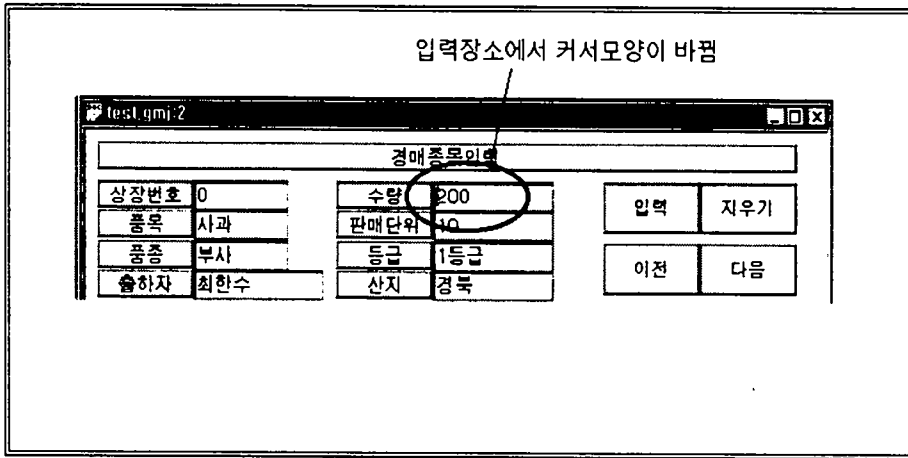 입력장소에서 커서모양이 바뀜
test.gmj:2
경매종목입력
상장번호 0 수량 200 입력 지우기
품목 사과 판매단위 10
품종 부사 등급 1등급 이전 다음
출하자 최한수 산지 경북